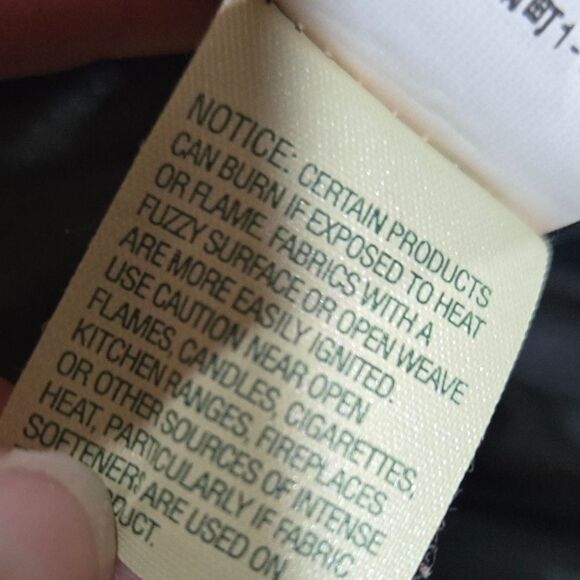 町1-
NOTICE: CERTAIN PRODUCTS
CAN BURN IF EXPOSED TO HEAT
OR FLAME. FABRICS WITH A
FUZZY SURFACE OR OPEN WEAVE
ARE MORE EASILY IGNITED.
USE CAUTION NEAR OPEN
FLAMES, CANDLES, CIGARETTES,
KITCHEN RANGES, FIREPLACES
OR OTHER SOURCES OF INTENSE
HEAT, PARTICULARLY IF FABRIC
SOFTENERS ARE USED ON